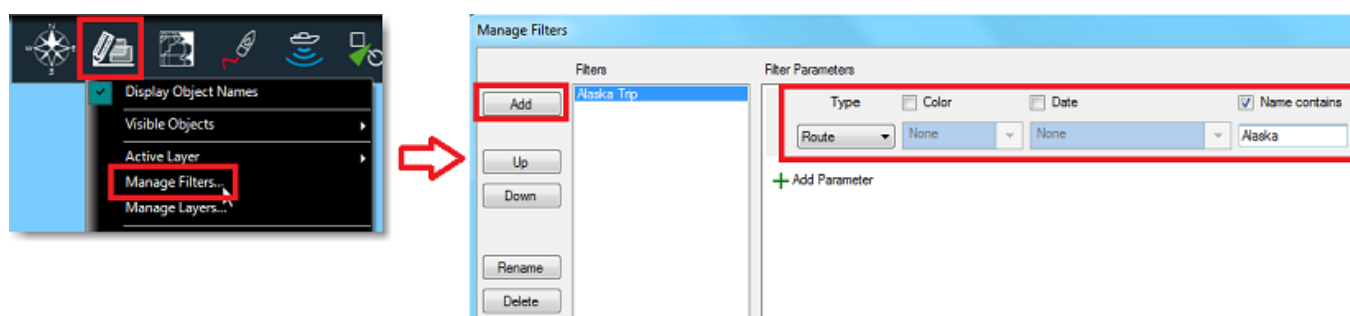 N
S
Display Object Names
Visible Objects
Active Layer
Manage Filters...
Manage Layers...
Manage Filters
Filters
Filter Parameters
Add
Alaska Trip
Type
Color
Date
Name contains
Route
None
None
Alaska
Up
Add Parameter
Down
Rename
Delete